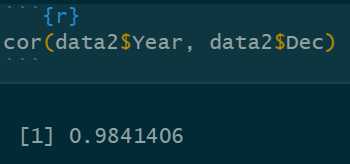 ```{r}
cor(data2$Year, data2$Dec)
```
[1] 0.9841406